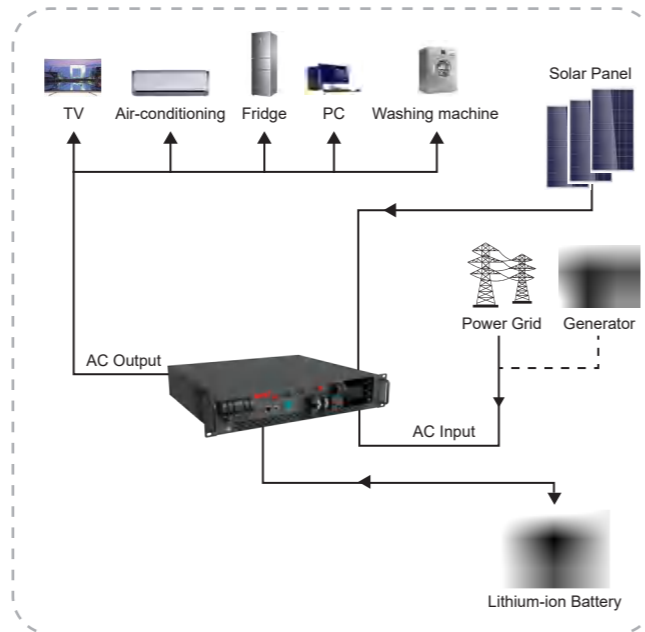 Solar Panel
TV
Air-conditioning
Fridge
PC
Washing machine
Power Grid
Generator
AC Output
AC Input
Lithium-ion Battery